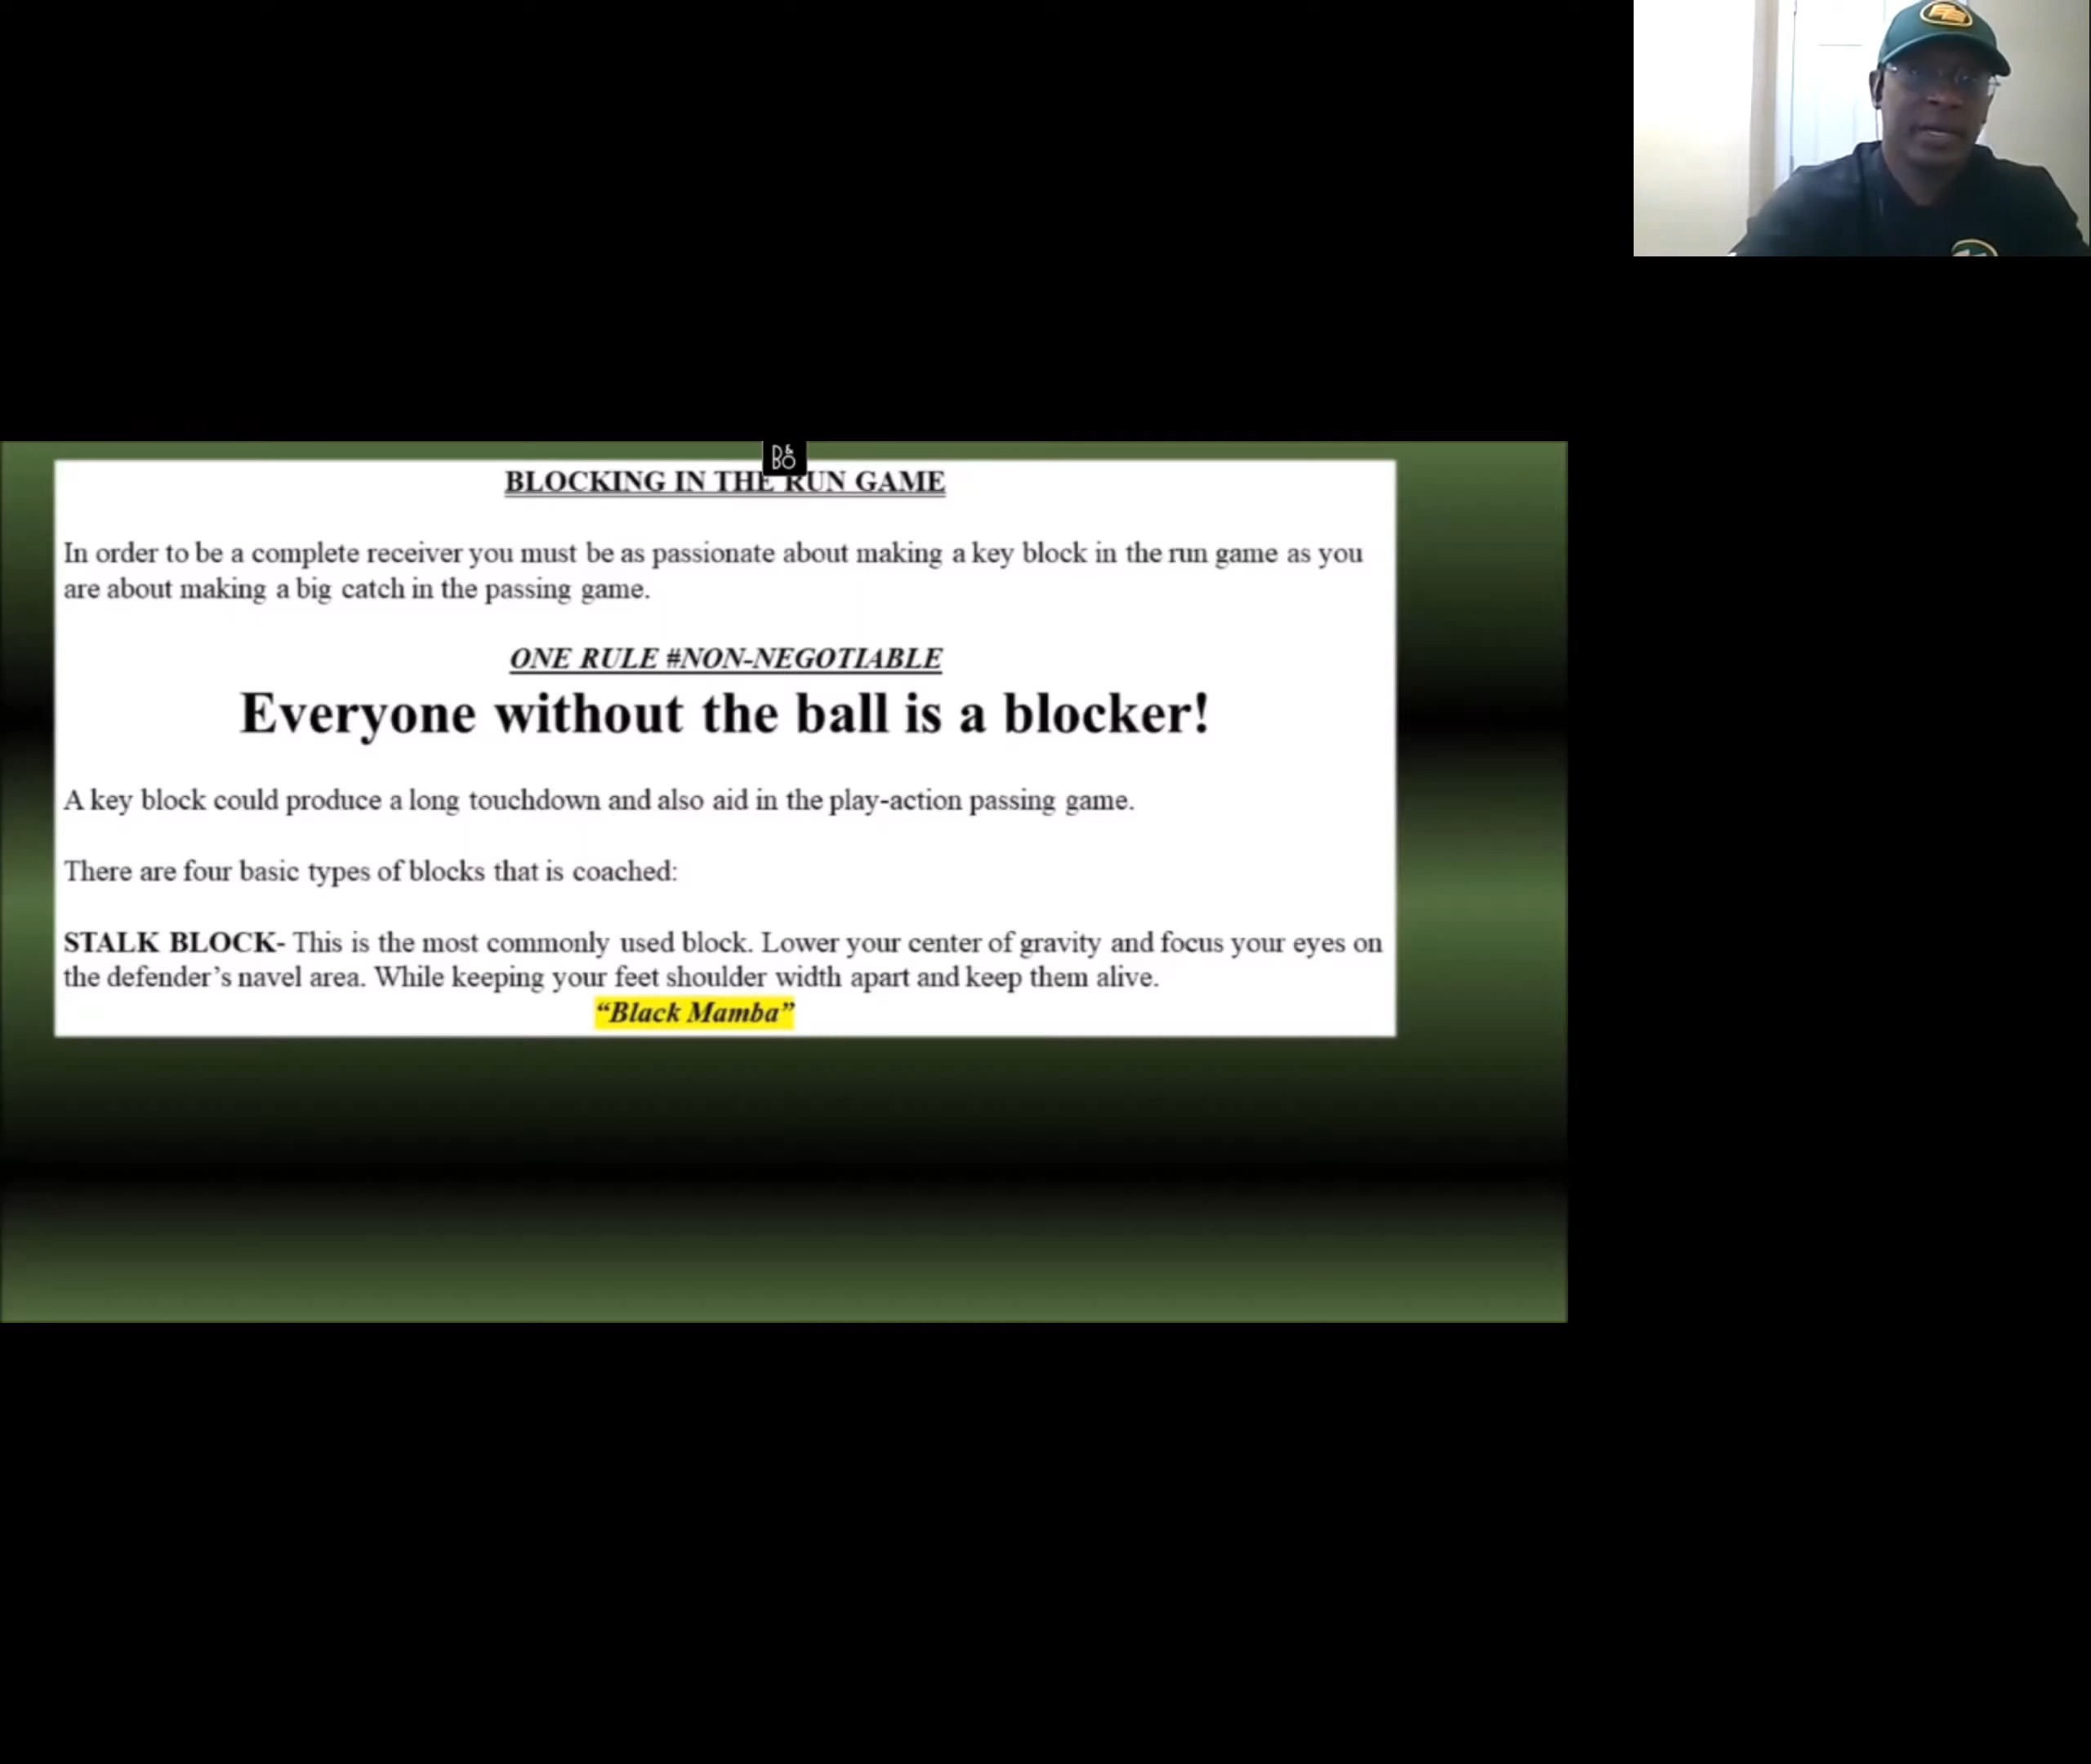 EE
B&O
BLOCKING IN THE RUN GAME
In order to be a complete receiver you must be as passionate about making a key block in the run game as you
are about making a big catch in the passing game.
ONE RULE #NON-NEGOTIABLE
Everyone without the ball is a blocker!
A key block could produce a long touchdown and also aid in the play-action passing game.
There are four basic types of blocks that is coached:
STALK BLOCK- This is the most commonly used block. Lower your center of gravity and focus your eyes on
the defender’s navel area. While keeping your feet shoulder width apart and keep them alive.
“Black Mamba”